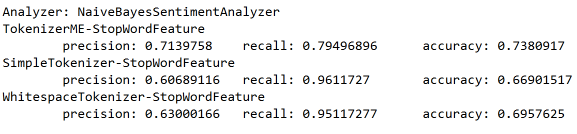 Analyzer: NaiveBayesSentimentAnalyzer
TokenizerME-StopWordFeature
precision: 0.7139758 recall: 0.79496896 accuracy: 0.7380917
SimpleTokenizer-StopWordFeature
precision: 0.60689116 recall: 0.9611727 accuracy: 0.66901517
WhitespaceTokenizer-StopWordFeature
precision: 0.63000166 recall: 0.95117277 accuracy: 0.6957625